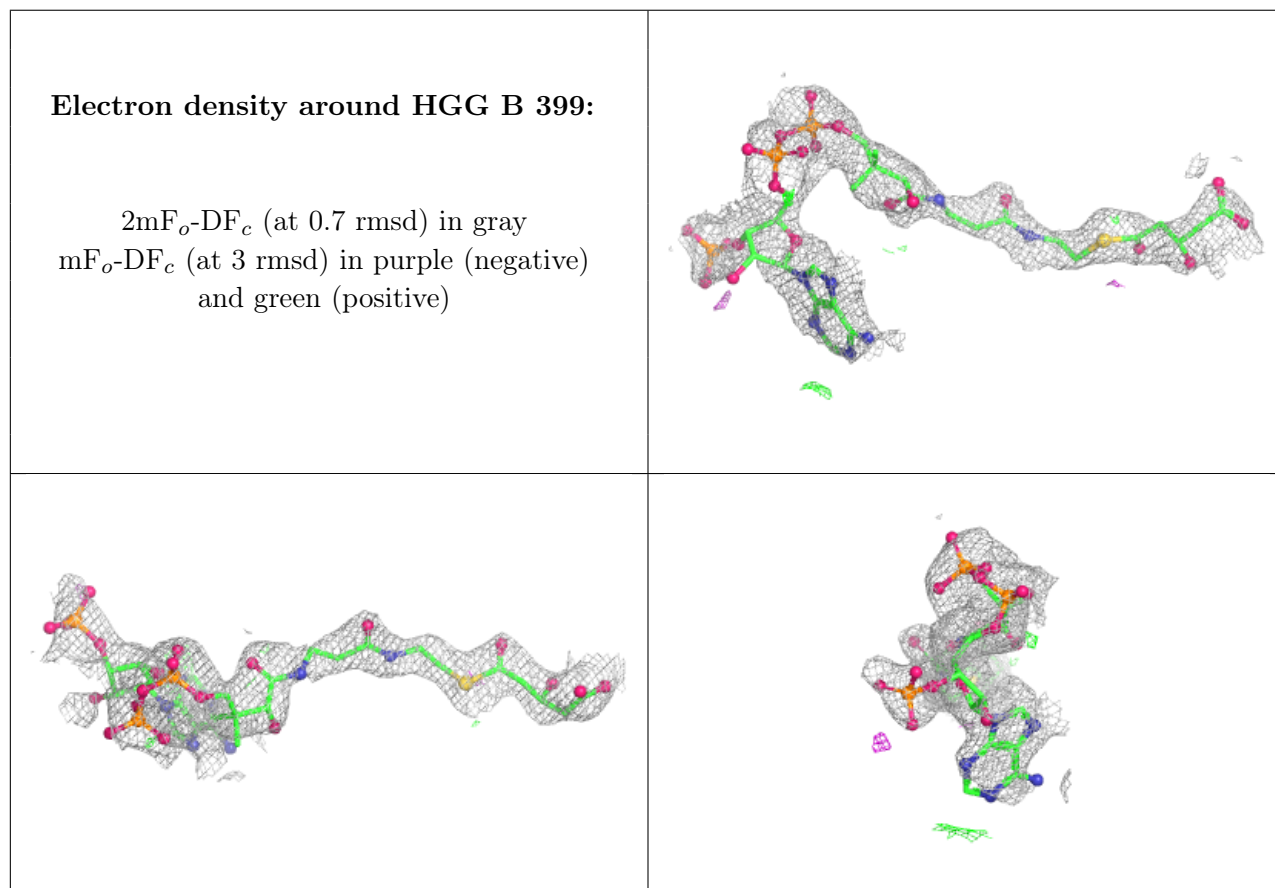 Electron density around HGG B 399:
2mFo-DFc (at 0.7 rmsd) in gray
mFo-DFc (at 3 rmsd) in purple (negative)
and green (positive)